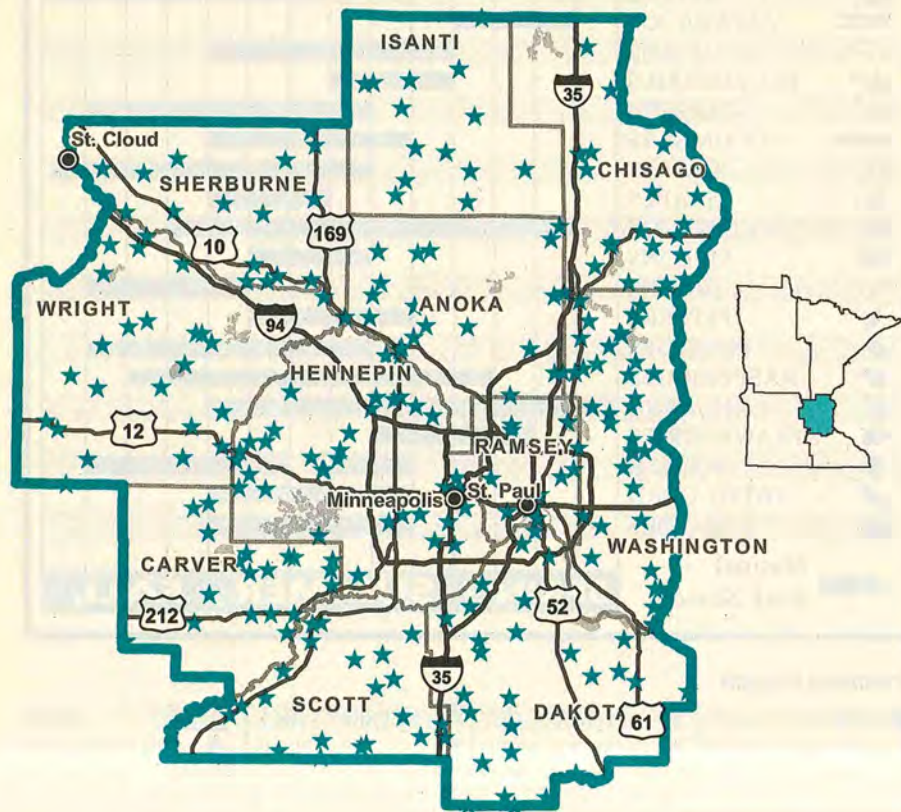 ISANTI
35
St. Cloud
CHISAGO
SHERBURNE
169
10
WRIGHT
ANOKA
94
HENNEPIN
12
RAMSEY
Minneapolis
St. Paul
WASHINGTON
CARVER
212
52
35
SCOTT
DAKOTA
61